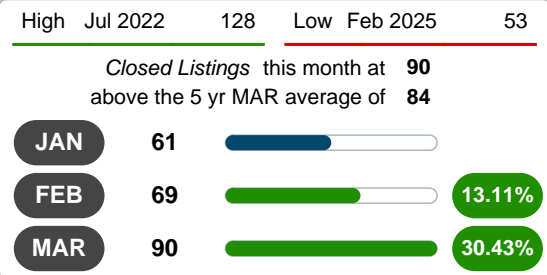 High Jul 2022 128 Low Feb 2025 53
Closed Listings this month at 90
above the 5 yr MAR average of 84
JAN 61
FEB 69 13.11%
MAR 90 30.43%